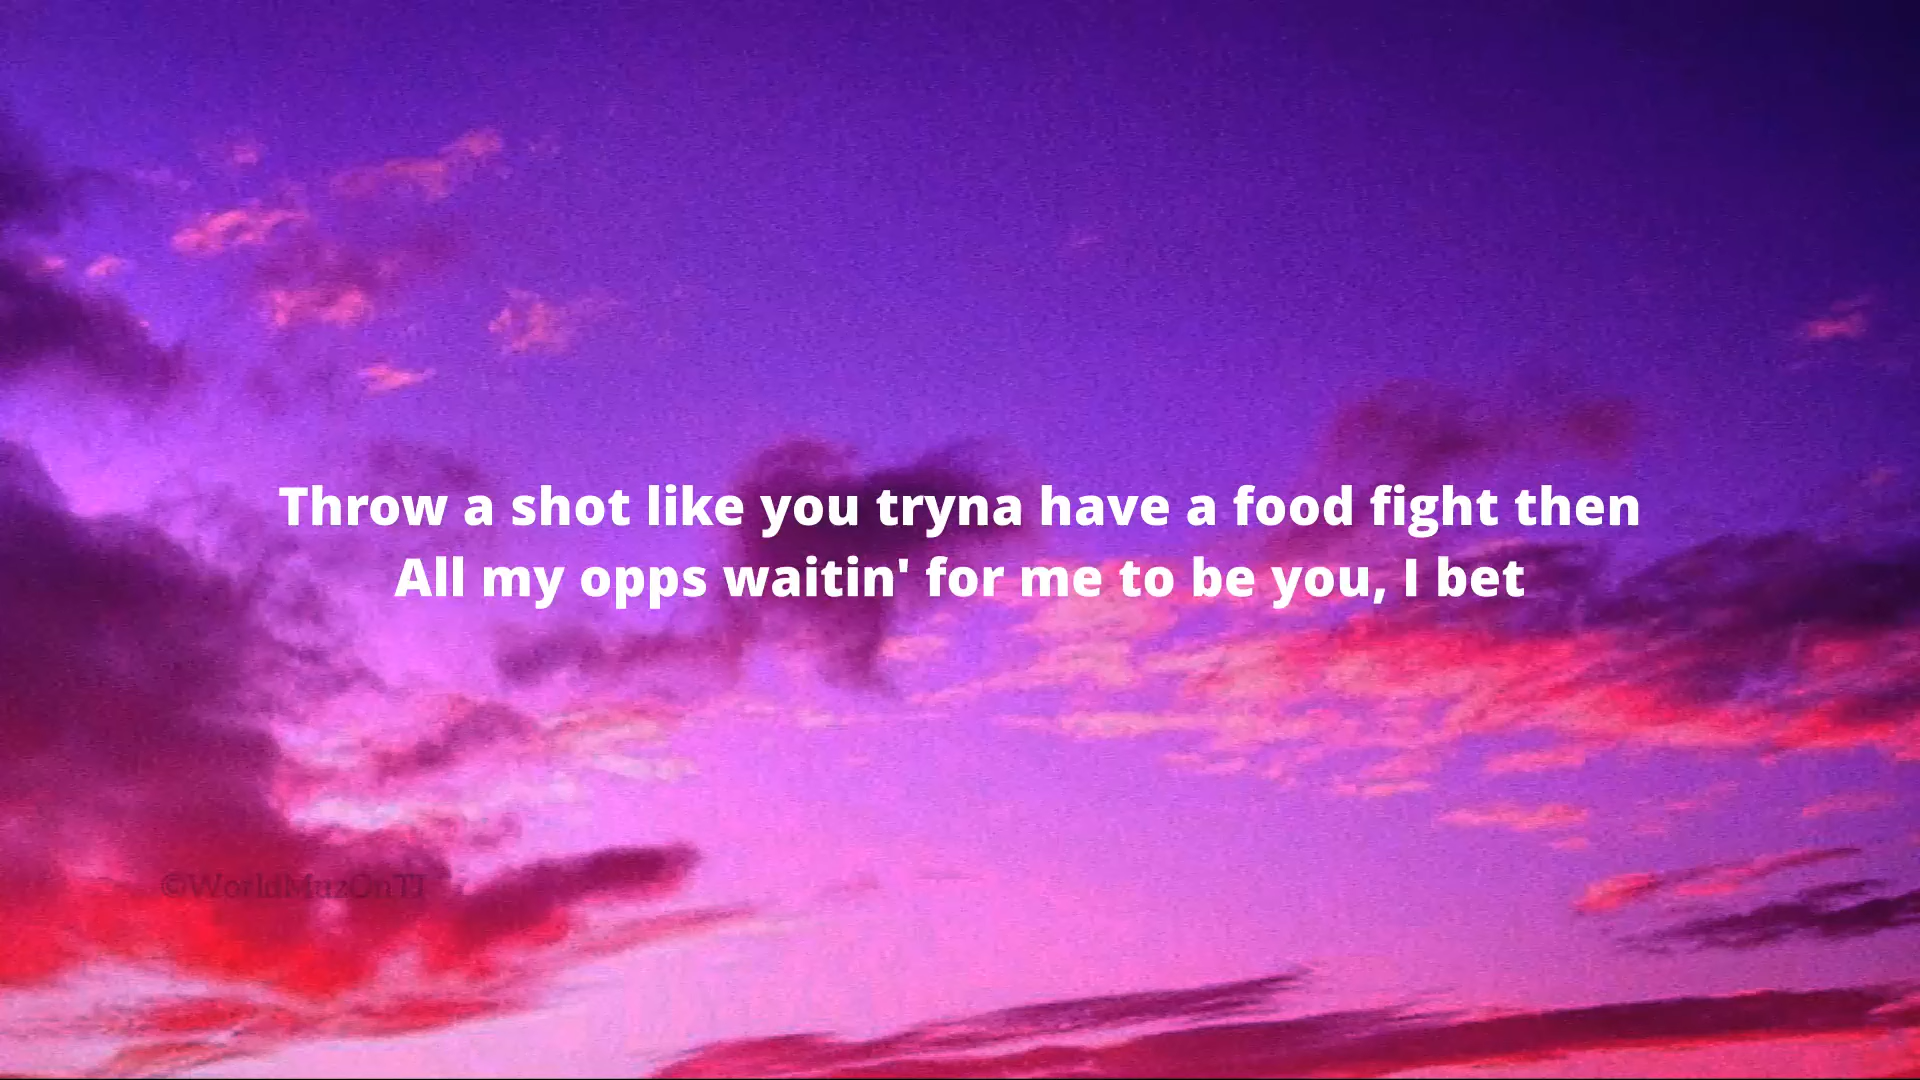 Throw a shot like you tryna have a food fight then
All my opps waitin' for me to be you, I bet
©WorldMuzOnTJ